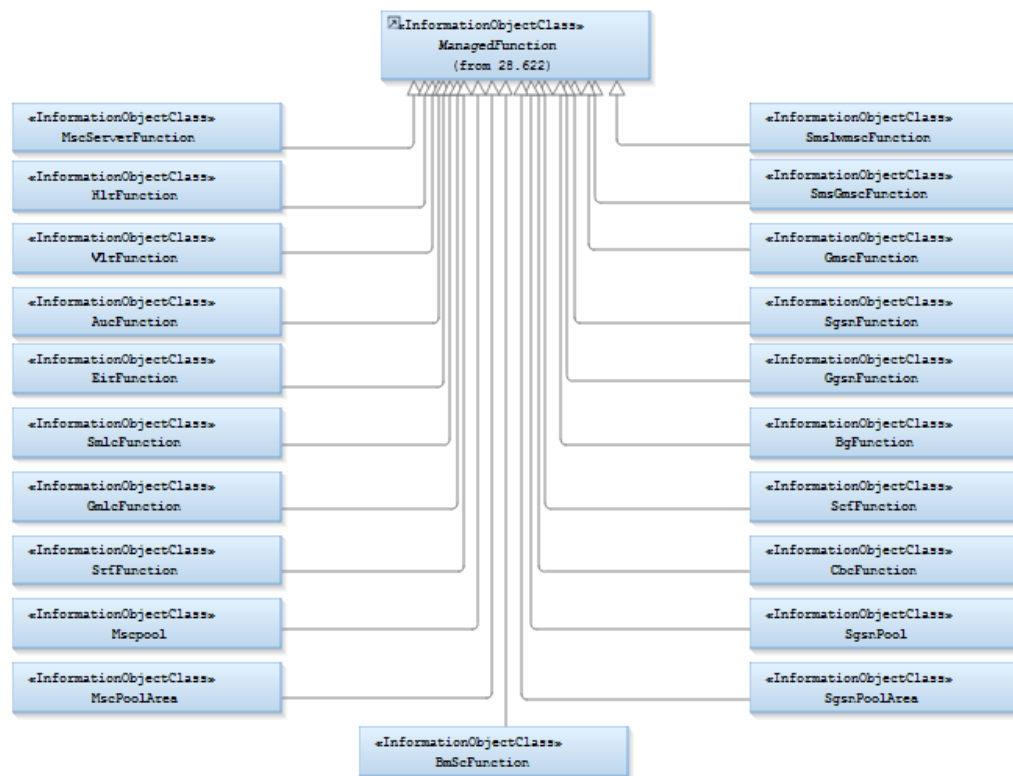 «InformationObjectClass»
ManagedFunction
(from 28.622)
«InformationObjectClass»
MscServerFunction
«InformationObjectClass»
HlrFunction
«InformationObjectClass»
VlrFunction
«InformationObjectClass»
AucFunction
«InformationObjectClass»
EirFunction
«InformationObjectClass»
SmlcFunction
«InformationObjectClass»
GmlcFunction
«InformationObjectClass»
SrfFunction
«InformationObjectClass»
Mscpool
«InformationObjectClass»
MscPoolArea
«InformationObjectClass»
SmsIwmscFunction
«InformationObjectClass»
SmsGmscFunction
«InformationObjectClass»
GmscFunction
«InformationObjectClass»
SgsnFunction
«InformationObjectClass»
GgsnFunction
«InformationObjectClass»
BgFunction
«InformationObjectClass»
ScfFunction
«InformationObjectClass»
CbcFunction
«InformationObjectClass»
SgsnPool
«InformationObjectClass»
SgsnPoolArea
«InformationObjectClass»
BmScFunction